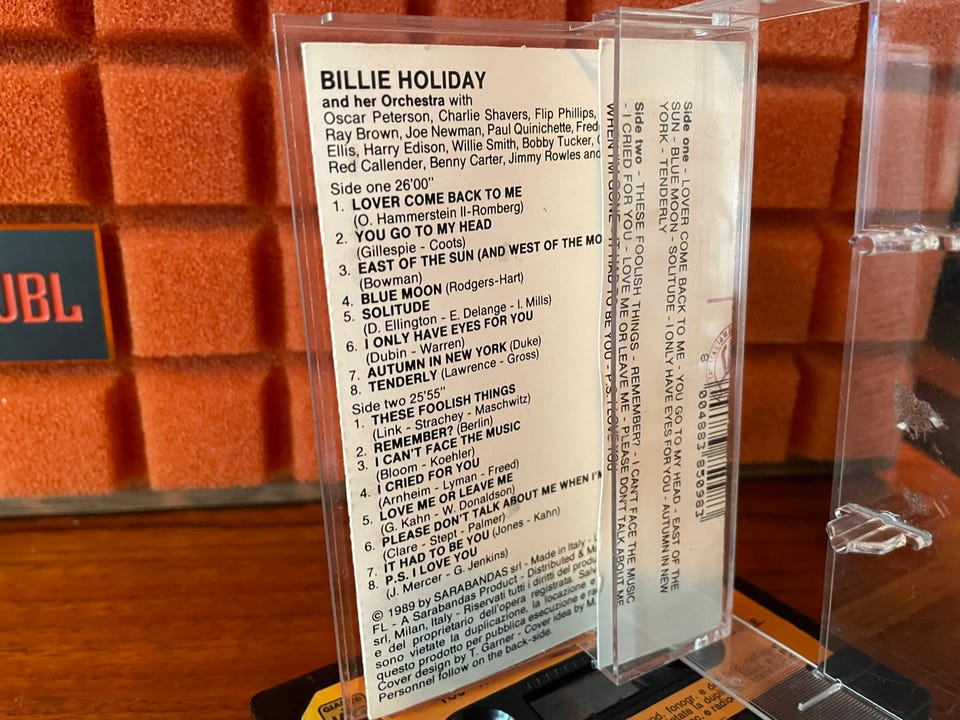 BILLIE HOLIDAY
and her Orchestra with
Oscar Peterson, Charlie Shavers, Flip Phillips,
Ray Brown, Joe Newman, Paul Quinichette, Fred
Ellis, Harry Edison, Willie Smith, Bobby Tucker,
Red Callender, Benny Carter, Jimmy Rowles and
Side one 26'00"
1. LOVER COME BACK TO ME
(O. Hammerstein II-Romberg)
2. YOU GO TO MY HEAD
(Gillespie - Coots)
3. EAST OF THE SUN (AND WEST OF THE MO
(Bowman)
4. BLUE MOON (Rodgers-Hart)
5. SOLITUDE
(D. Ellington - E. Delange - I. Mills)
6. I ONLY HAVE EYES FOR YOU
(Dubin - Warren)
7. AUTUMN IN NEW YORK (Duke)
8. TENDERLY (Lawrence - Gross)
Side two 25'55"
1. THESE FOOLISH THINGS
(Link - Strachey - Maschwitz)
2. REMEMBER? (Berlin)
3. I CAN'T FACE THE MUSIC
(Bloom - Koehler)
4. I CRIED FOR YOU
(Arnheim - Lyman - Freed)
5. LOVE ME OR LEAVE ME
(G. Kahn - W. Donaldson)
6. PLEASE DON'T TALK ABOUT ME WHEN I'M
(Clare - Stept - Palmer)
7. IT HAD TO BE YOU (Jones - Kahn)
8. P.S. I LOVE YOU
(J. Mercer - G. Jenkins)
© 1989 by SARABANDAS srl - Made in Italy -
FL - A Sarabandas Product - Distributed & M
srl, Milan, Italy - Riservati tutti i diritti del produ
e del proprietario dell'opera registrata. Salv
sono vietate la duplicazione, la locazione e
questo prodotto per pubblica esecuzione e ra
Cover design by T. Garner - Cover idea by M.
Personnel follow on the back-side.
Side one - LOVER COME BACK TO ME - YOU GO TO MY HEAD - EAST OF THE
SUN - BLUE MOON - SOLITUDE - I ONLY HAVE EYES FOR YOU - AUTUMN IN NEW
YORK - TENDERLY
Side two - THESE FOOLISH THINGS - REMEMBER? - I CAN'T FACE THE MUSIC
- I CRIED FOR YOU - LOVE ME OR LEAVE ME - PLEASE DON'T TALK ABOUT ME
WHEN I'M GONE - IT HAD TO BE YOU - P.S. I LOVE YOU
8 004883 850983
JBL